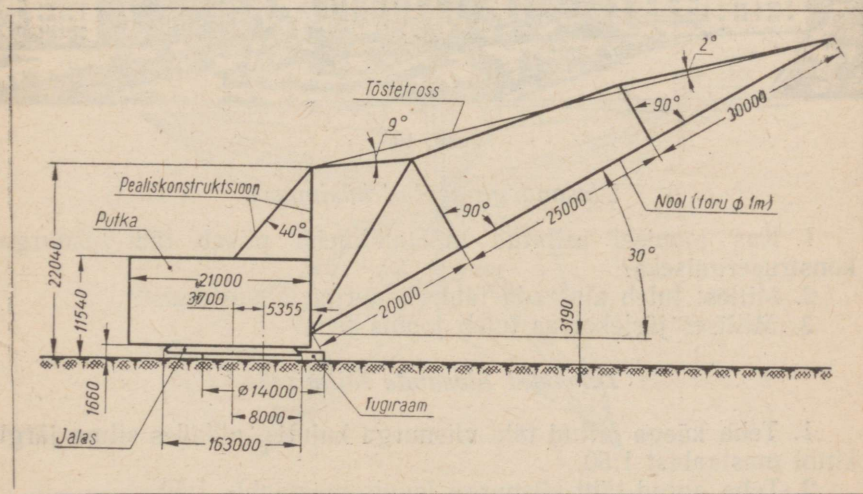 2°
Tõstetross
9°
90°
30000
Pealiskonstruktsioon
40°
90°
25000
Nool (toru ϕ 1m)
Putka
30°
22040
11540
21000
3700
5355
20000
3190
1660
ϕ 14000
8000
Tugiraam
Jalas
163000